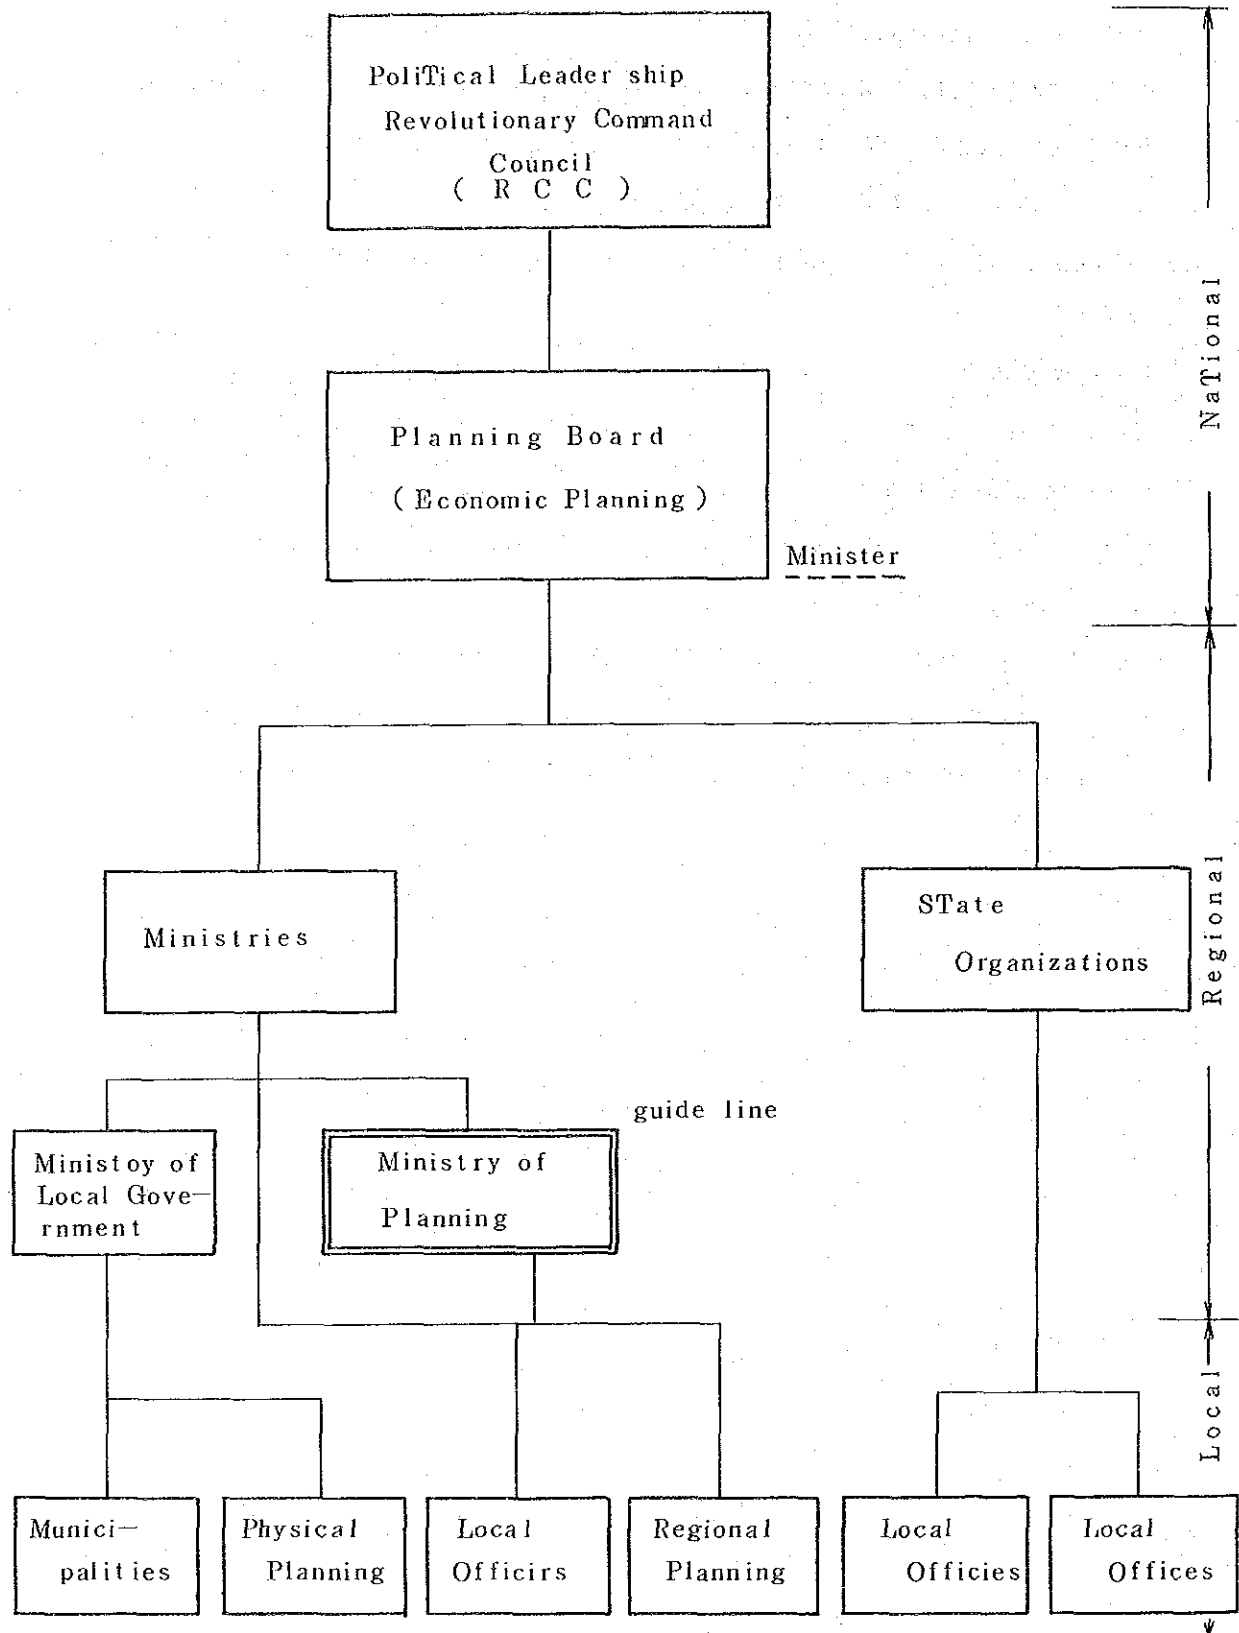 PoliTical Leader ship
Revolutionary Command
Council
( R C C )
NaTional
Planning Board
( Economic Planning )
Minister
Ministries
STate
Organizations
Regional
guide line
Ministoy of
Local Gove-
rnment
Ministry of
Planning
Local
Munici-
palities
Physical
Planning
Local
Officirs
Regional
Planning
Local
Officies
Local
Offices